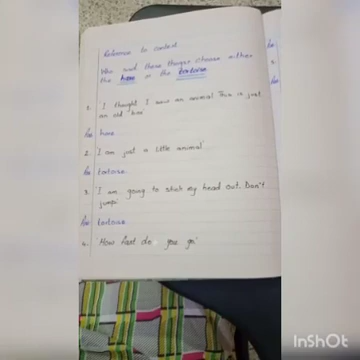 Reference to context
Who said these things choose either
the hare or the tortoise.
1. 'I thought I saw an animal This is just
an old
hare
2. 'I am just a little animal'
tortoise.
3. 'I am going to stick my head out. Don't
jump'.
tortoise
'How fast do you go'
InShOt